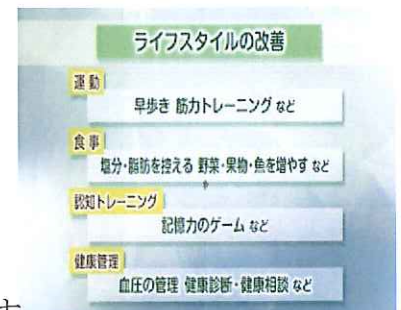 ライフスタイルの改善
運動
早歩き 筋力トレーニング など
食事
塩分・脂肪を控える 野菜・果物・魚を増やす など
認知トレーニング
記憶力のゲーム など
健康管理
血圧の管理 健康診断・健康相談 など